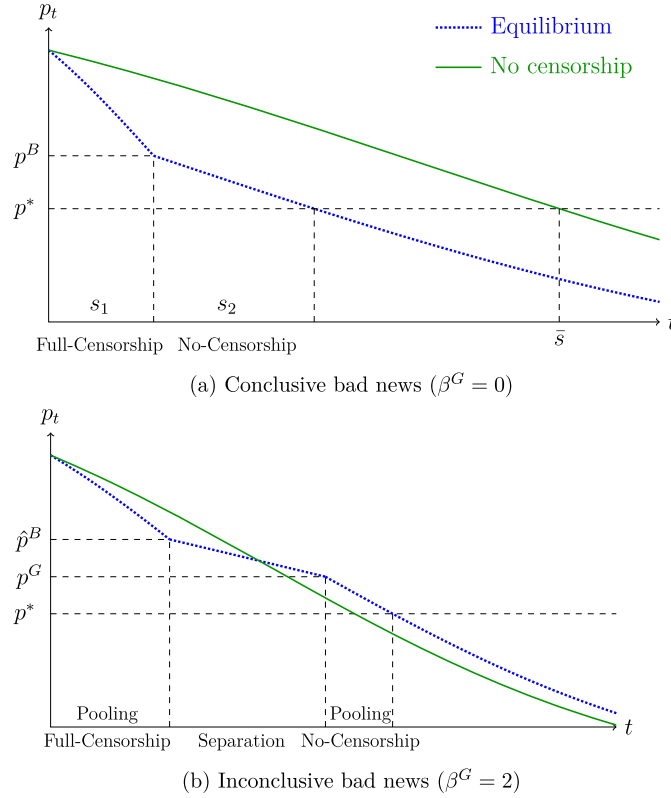 p_t
Equilibrium
No censorship
p^B
p^*
s_1
s_2
t
s̄
Full-Censorship
No-Censorship
(a) Conclusive bad news (β^G = 0)
p_t
p̂^B
p^G
p^*
Pooling
Pooling
t
Full-Censorship
Separation
No-Censorship
(b) Inconclusive bad news (β^G = 2)